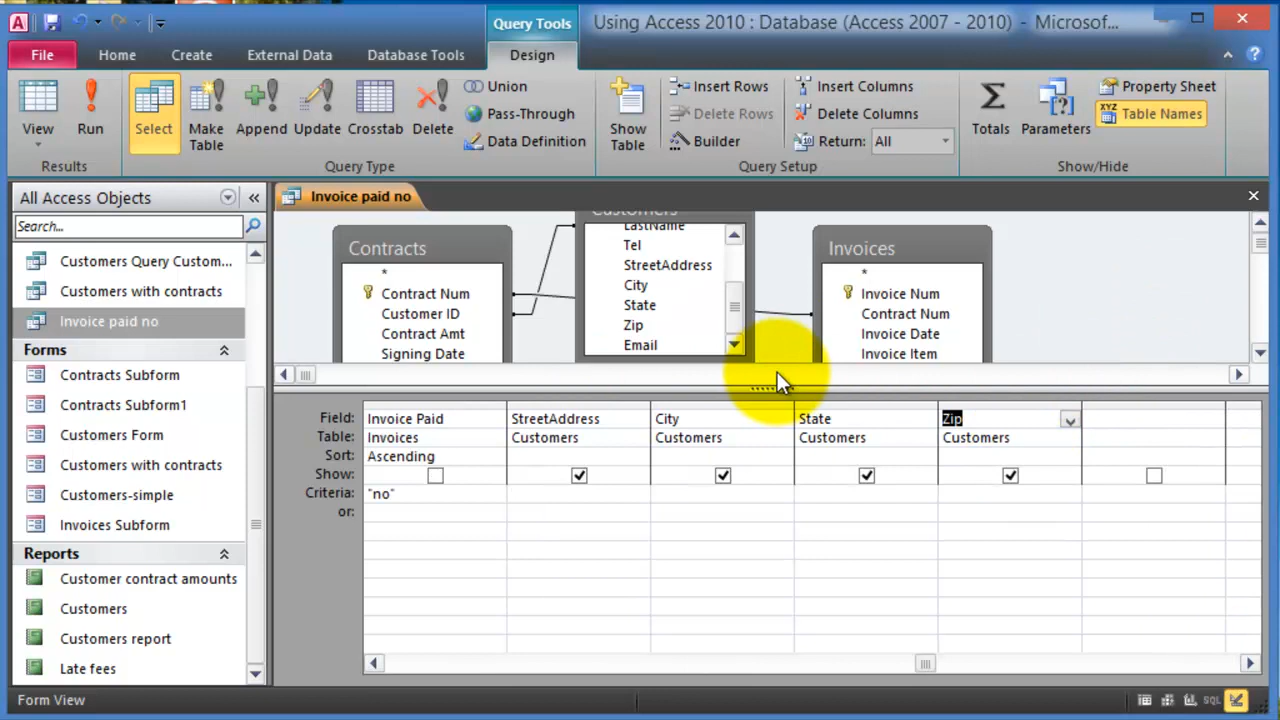 Query Tools
Using Access 2010 : Database (Access 2007 - 2010) - Microsof...
File Home Create External Data Database Tools Design
View
Run
Results
Select
Make Table
Append
Update
Crosstab
Delete
Union
Pass-Through
Data Definition
Query Type
Show Table
Insert Rows
Delete Rows
Builder
Insert Columns
Delete Columns
Return: All
Query Setup
Totals
Parameters
Property Sheet
XYZ Table Names
Show/Hide
All Access Objects
Search...
Customers Query Custom...
Customers with contracts
Invoice paid no
Forms
Contracts Subform
Contracts Subform1
Customers Form
Customers with contracts
Customers-simple
Invoices Subform
Reports
Customer contract amounts
Customers
Customers report
Late fees
Invoice paid no
Contracts
*
Contract Num
Customer ID
Contract Amt
Signing Date
Customers
LastName
Tel
StreetAddress
City
State
Zip
Email
Invoices
*
Invoice Num
Contract Num
Invoice Date
Invoice Item
Field: Invoice Paid StreetAddress City State Zip
Table: Invoices Customers Customers Customers Customers
Sort: Ascending
Show:
Criteria: "no"
or:
Form View
SQL